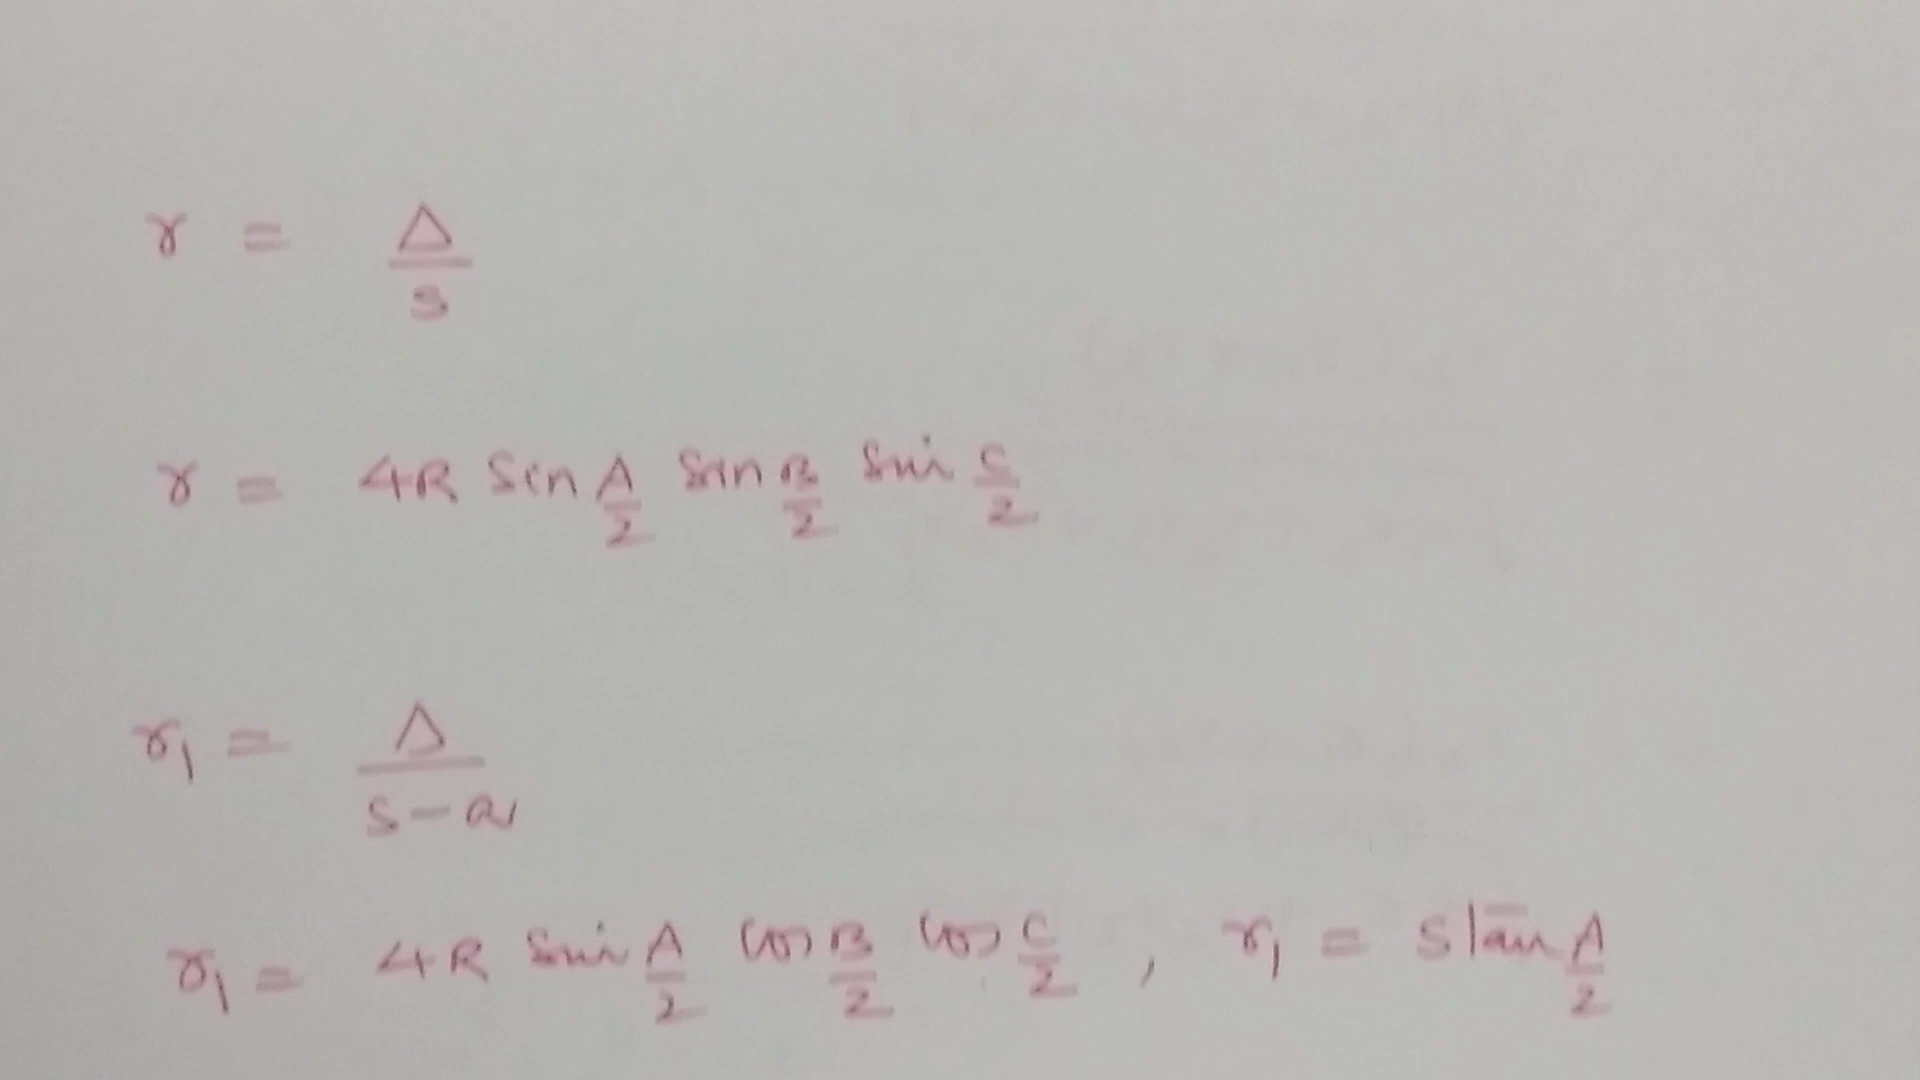 r = Δ/s
r = 4R Sin A/2 Sin B/2 Sin C/2
r₁ = Δ/(s-a)
r₁ = 4R Sin A/2 cos B/2 cos C/2 , r₁ = s tan A/2